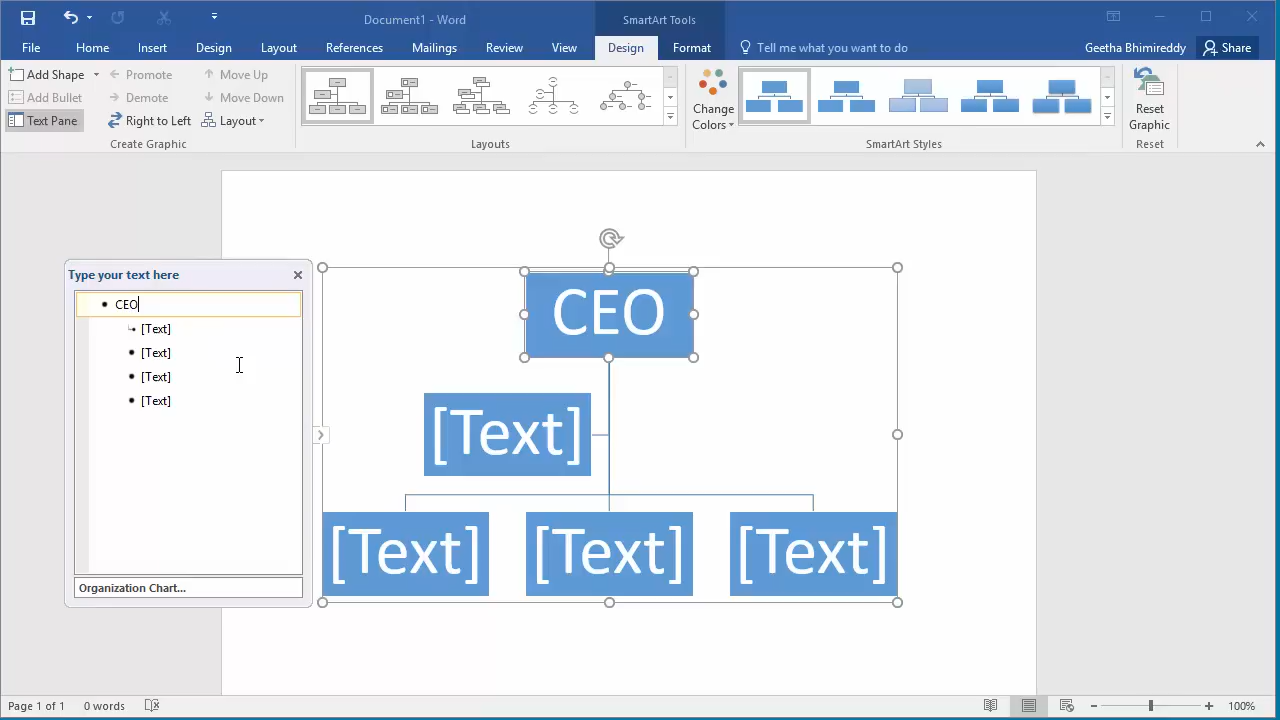 Document1 - Word
SmartArt Tools
File Home Insert Design Layout References Mailings Review View Design Format Tell me what you want to do Geetha Bhimireddy Share
Add Shape Promote Move Up
Add Bullet Demote Move Down
Text Pane Right to Left Layout
Create Graphic
Layouts
Change Colors
SmartArt Styles
Reset Graphic
Reset
Type your text here
CEO
[Text]
[Text]
[Text]
[Text]
Organization Chart...
CEO
[Text]
[Text] [Text] [Text]
Page 1 of 1 0 words 100%